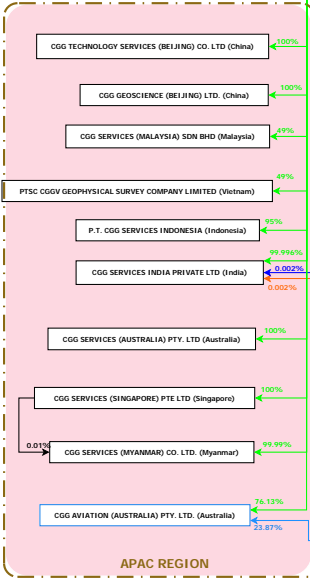 CGG TECHNOLOGY SERVICES (BEIJING) CO. LTD (China)
100%
CGG GEOSCIENCE (BEIJING) LTD. (China)
100%
CGG SERVICES (MALAYSIA) SDN BHD (Malaysia)
49%
PTSC CGGV GEOPHYSICAL SURVEY COMPANY LIMITED (Vietnam)
49%
P.T. CGG SERVICES INDONESIA (Indonesia)
95%
CGG SERVICES INDIA PRIVATE LTD (India)
99.996%
0.002%
0.002%
CGG SERVICES (AUSTRALIA) PTY. LTD (Australia)
100%
CGG SERVICES (SINGAPORE) PTE LTD (Singapore)
100%
0.01%
CGG SERVICES (MYANMAR) CO. LTD. (Myanmar)
99.99%
CGG AVIATION (AUSTRALIA) PTY. LTD. (Australia)
76.13%
23.87%
APAC REGION